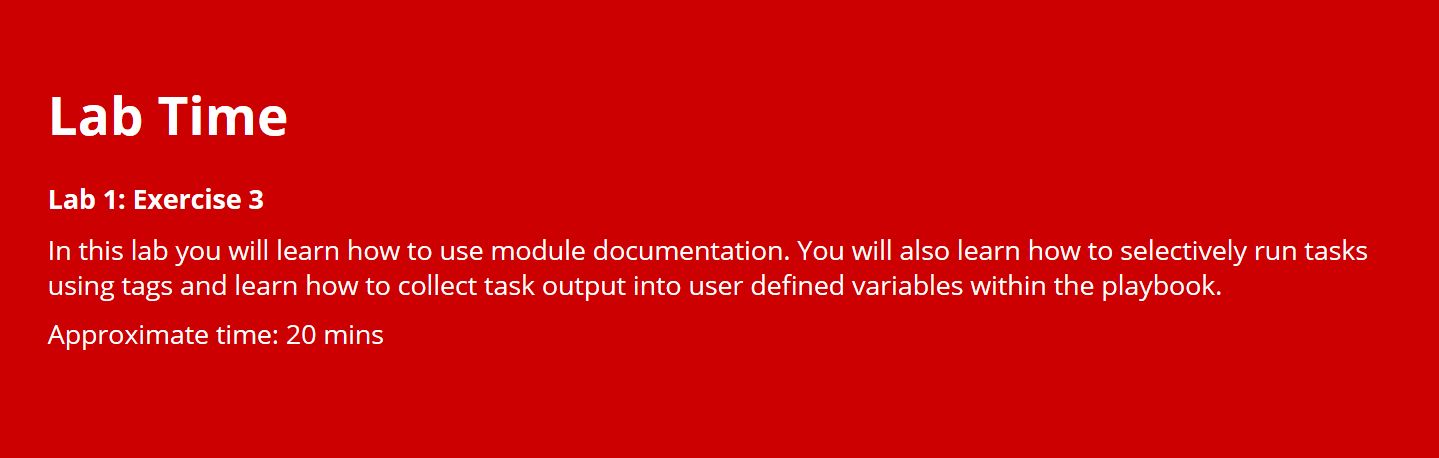 Lab Time
Lab 1: Exercise 3
In this lab you will learn how to use module documentation. You will also learn how to selectively run tasks
using tags and learn how to collect task output into user defined variables within the playbook.
Approximate time: 20 mins